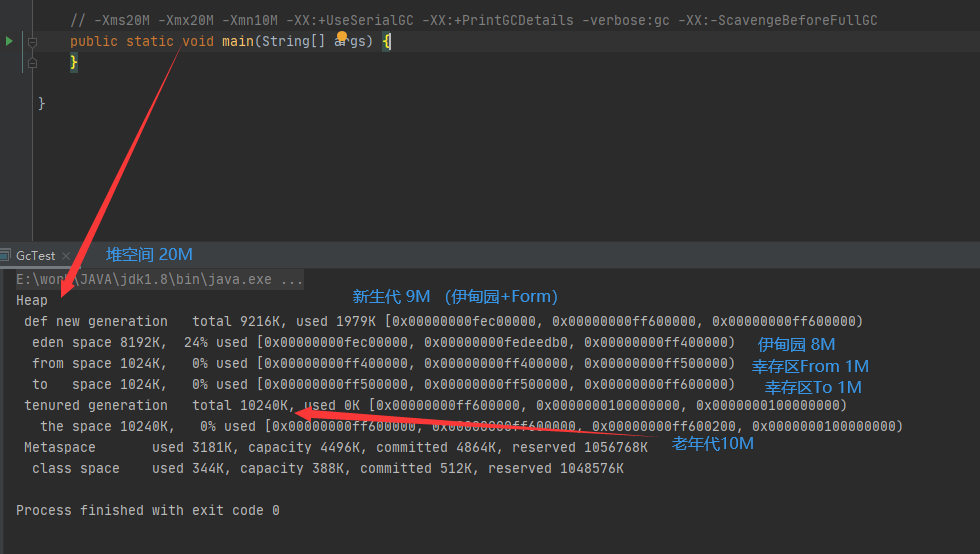 // -Xms20M -Xmx20M -Xmn10M -XX:+UseSerialGC -XX:+PrintGCDetails -verbose:gc -XX:-ScavengeBeforeFullGC
public static void main(String[] args) {
}
}
GcTest × 堆空间 20M
E:\work\JAVA\jdk1.8\bin\java.exe ...
Heap 新生代 9M （伊甸园+Form）
def new generation total 9216K, used 1979K [0x00000000fec00000, 0x00000000ff600000, 0x00000000ff600000)
eden space 8192K, 24% used [0x00000000fec00000, 0x00000000fedeedb0, 0x00000000ff400000) 伊甸园 8M
from space 1024K, 0% used [0x00000000ff400000, 0x00000000ff400000, 0x00000000ff500000) 幸存区From 1M
to space 1024K, 0% used [0x00000000ff500000, 0x00000000ff500000, 0x00000000ff600000) 幸存区To 1M
tenured generation total 10240K, used 0K [0x00000000ff600000, 0x0000000100000000, 0x0000000100000000)
the space 10240K, 0% used [0x00000000ff600000, 0x00000000ff600000, 0x00000000ff600200, 0x0000000100000000)
Metaspace used 3181K, capacity 4496K, committed 4864K, reserved 1056768K 老年代10M
class space used 344K, capacity 388K, committed 512K, reserved 1048576K
Process finished with exit code 0